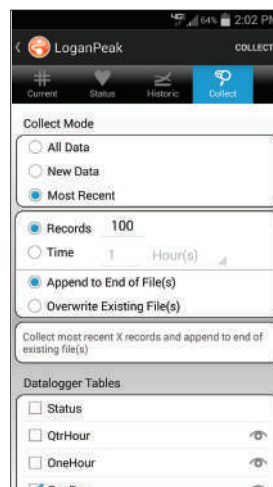 64% 2:02 PM
LoganPeak COLLECT
Current Status Historic Collect
Collect Mode
All Data
New Data
Most Recent
Records 100
Time 1 Hour(s)
Append to End of File(s)
Overwrite Existing File(s)
Collect most recent X records and append to end of
existing file(s)
Datalogger Tables
Status
QtrHour
OneHour